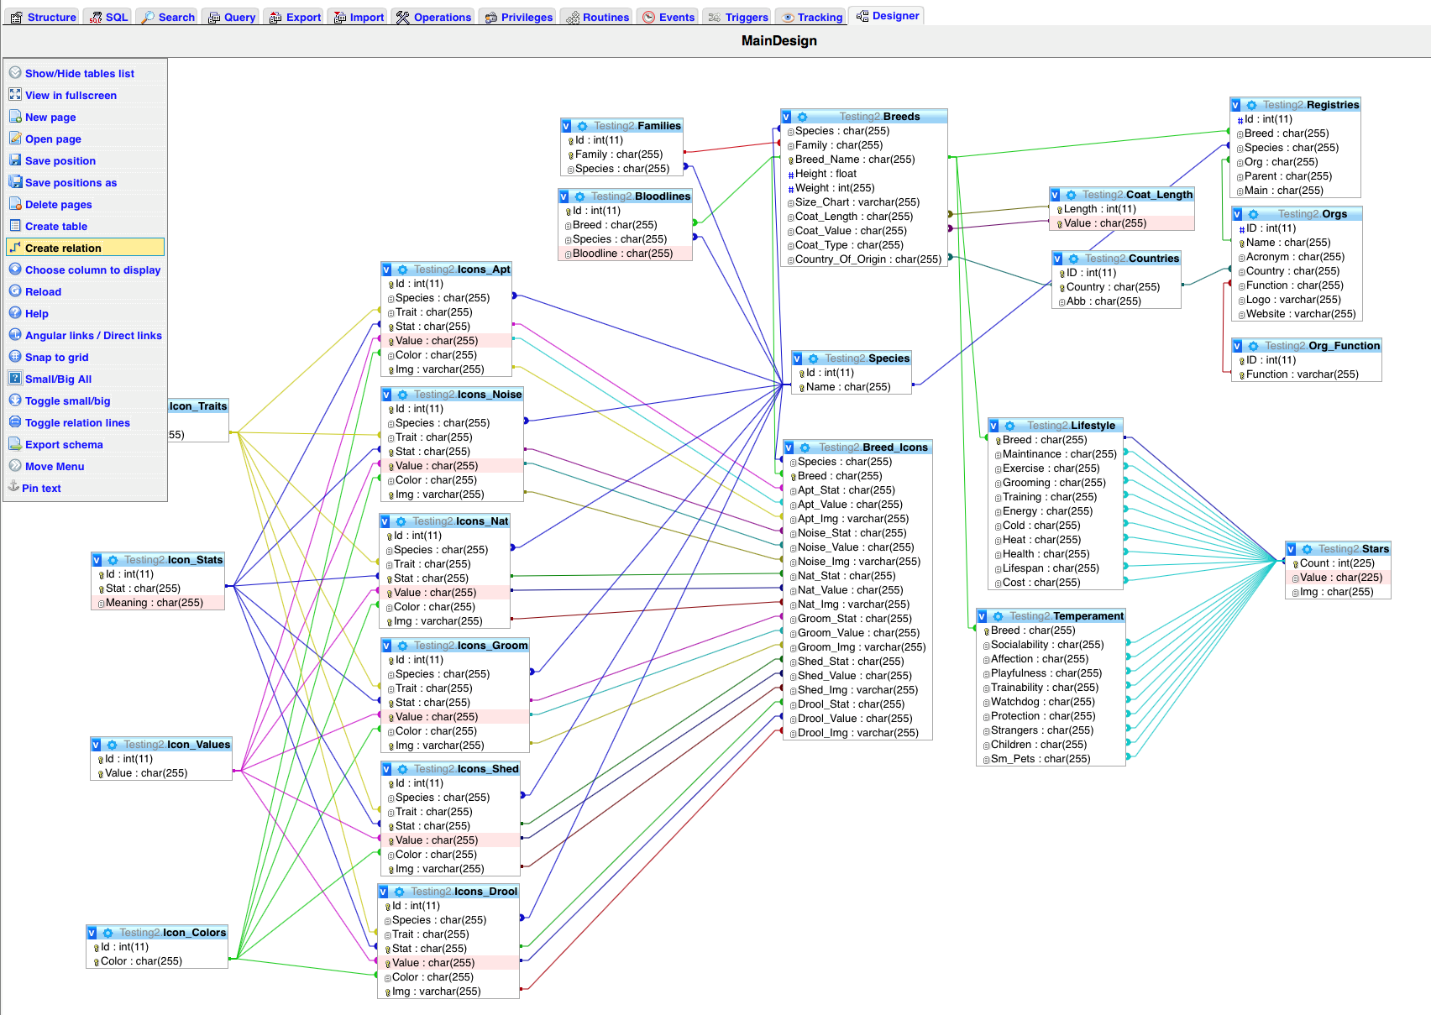 Structure SQL Search Query Export Import Operations Privileges Routines Events Triggers Tracking Designer
MainDesign
Show/Hide tables list
View in fullscreen
New page
Open page
Save position
Save positions as
Delete pages
Create table
Create relation
Choose column to display
Reload
Help
Angular links / Direct links
Snap to grid
Small/Big All
Toggle small/big
Toggle relation lines
Export schema
Move Menu
Pin text
Icon_Traits
55)
Testing2.Icon_Stats
Id : int(11)
Stat : char(255)
Meaning : char(255)
Testing2.Icon_Values
Id : int(11)
Value : char(255)
Testing2.Icon_Colors
Id : int(11)
Color : char(255)
Testing2.Icons_Apt
Id : int(11)
Species : char(255)
Trait : char(255)
Stat : char(255)
Value : char(255)
Color : char(255)
Img : varchar(255)
Testing2.Icons_Noise
Id : int(11)
Species : char(255)
Trait : char(255)
Stat : char(255)
Value : char(255)
Color : char(255)
Img : varchar(255)
Testing2.Icons_Nat
Id : int(11)
Species : char(255)
Trait : char(255)
Stat : char(255)
Value : char(255)
Color : char(255)
Img : varchar(255)
Testing2.Icons_Groom
Id : int(11)
Species : char(255)
Trait : char(255)
Stat : char(255)
Value : char(255)
Color : char(255)
Img : varchar(255)
Testing2.Icons_Shed
Id : int(11)
Species : char(255)
Trait : char(255)
Stat : char(255)
Value : char(255)
Color : char(255)
Img : varchar(255)
Testing2.Icons_Drool
Id : int(11)
Species : char(255)
Trait : char(255)
Stat : char(255)
Value : char(255)
Color : char(255)
Img : varchar(255)
Testing2.Families
Id : int(11)
Family : char(255)
Species : char(255)
Testing2.Bloodlines
Id : int(11)
Breed : char(255)
Species : char(255)
Bloodline : char(255)
Testing2.Breeds
Species : char(255)
Family : char(255)
Breed_Name : char(255)
Height : float
Weight : int(255)
Size_Chart : varchar(255)
Coat_Length : char(255)
Coat_Value : char(255)
Coat_Type : char(255)
Country_Of_Origin : char(255)
Testing2.Species
Id : int(11)
Name : char(255)
Testing2.Breed_Icons
Species : char(255)
Breed : char(255)
Apt_Stat : char(255)
Apt_Value : char(255)
Apt_Img : varchar(255)
Noise_Stat : char(255)
Noise_Value : char(255)
Noise_Img : varchar(255)
Nat_Stat : char(255)
Nat_Value : char(255)
Nat_Img : varchar(255)
Groom_Stat : char(255)
Groom_Value : char(255)
Groom_Img : varchar(255)
Shed_Stat : char(255)
Shed_Value : char(255)
Shed_Img : varchar(255)
Drool_Stat : char(255)
Drool_Value : char(255)
Drool_Img : varchar(255)
Testing2.Coat_Length
Length : int(11)
Value : char(255)
Testing2.Countries
ID : int(11)
Country : char(255)
Abb : char(255)
Testing2.Registries
Id : int(11)
Breed : char(255)
Species : char(255)
Org : char(255)
Parent : char(255)
Main : char(255)
Testing2.Orgs
ID : int(11)
Name : char(255)
Acronym : char(255)
Country : char(255)
Function : char(255)
Logo : varchar(255)
Website : varchar(255)
Testing2.Org_Function
ID : int(11)
Function : varchar(255)
Testing2.Lifestyle
Breed : char(255)
Maintinance : char(255)
Exercise : char(255)
Grooming : char(255)
Training : char(255)
Energy : char(255)
Cold : char(255)
Heat : char(255)
Health : char(255)
Lifespan : char(255)
Cost : char(255)
Testing2.Temperament
Breed : char(255)
Socialability : char(255)
Affection : char(255)
Playfulness : char(255)
Trainability : char(255)
Watchdog : char(255)
Protection : char(255)
Strangers : char(255)
Children : char(255)
Sm_Pets : char(255)
Testing2.Stars
Count : int(225)
Value : char(225)
Img : char(255)